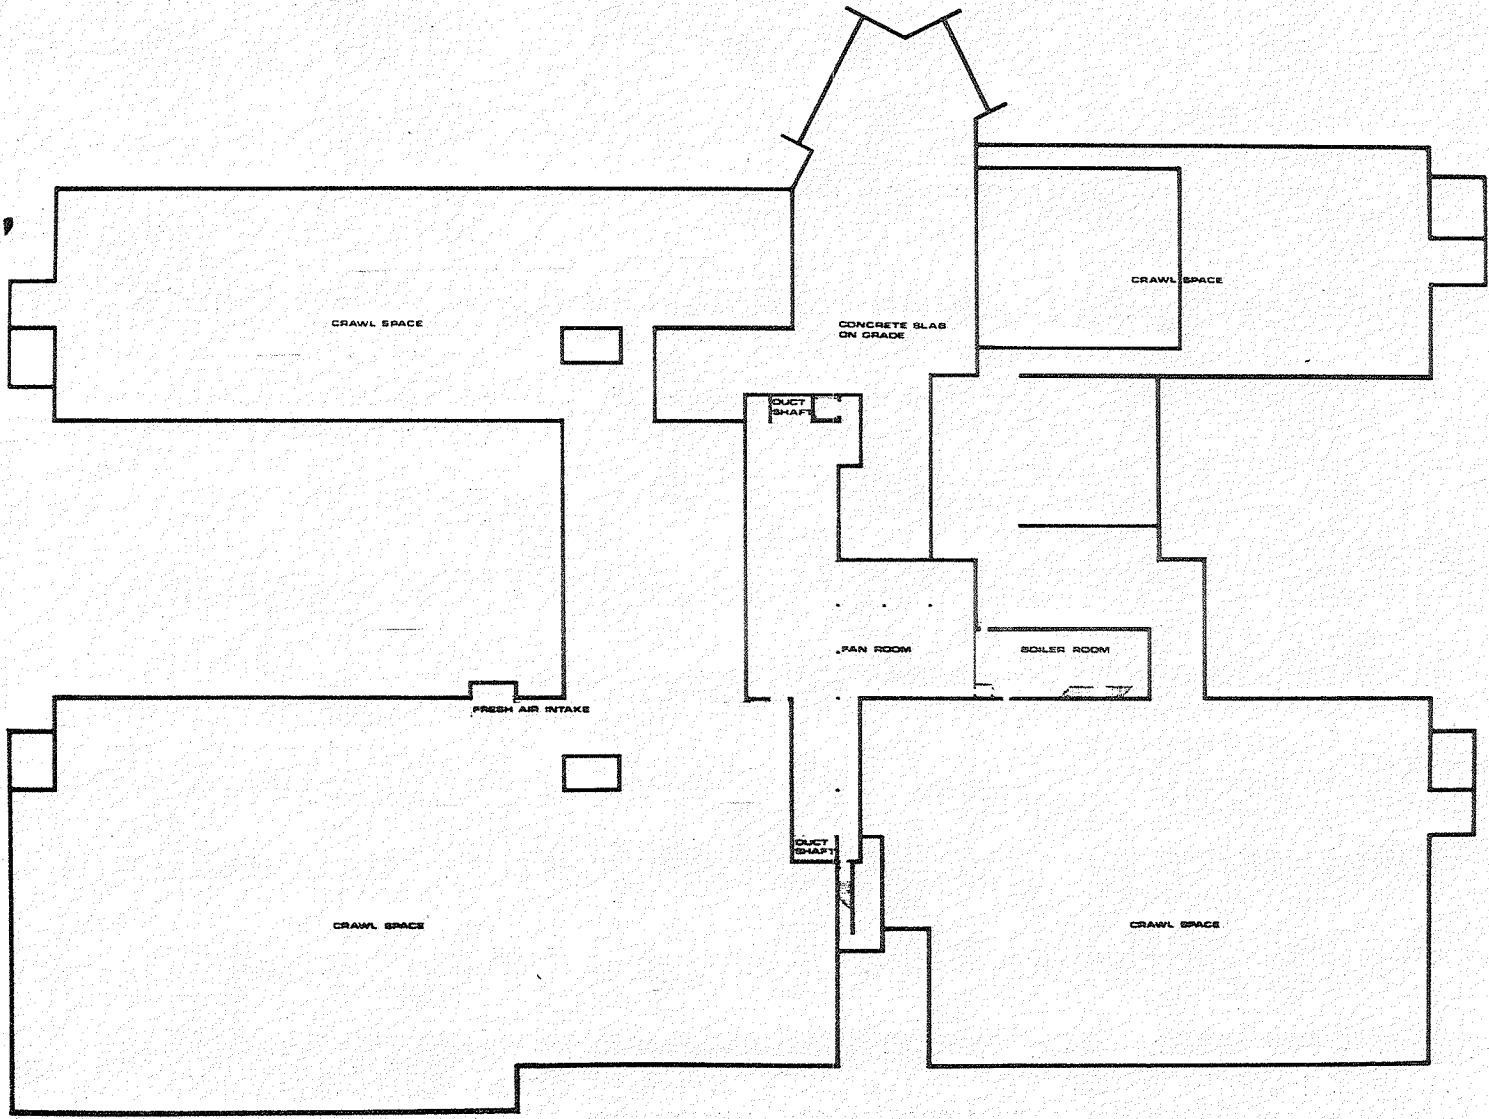 CRAWL SPACE
CRAWL SPACE
CONCRETE SLAB
ON GRADE
DUCT
SHAFT
FAN ROOM
BOILER ROOM
FRESH AIR INTAKE
DUCT
SHAFT
CRAWL SPACE
CRAWL SPACE